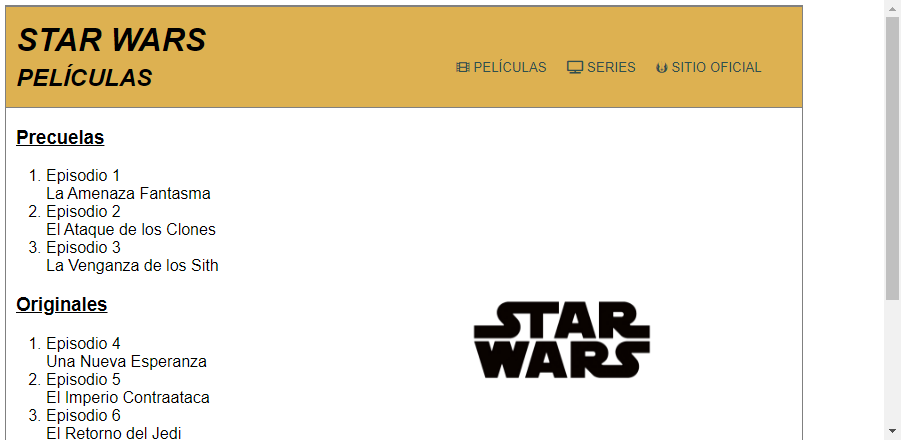 STAR WARS
PELÍCULAS
PELÍCULAS SERIES SITIO OFICIAL
Precuelas
1. Episodio 1
La Amenaza Fantasma
2. Episodio 2
El Ataque de los Clones
3. Episodio 3
La Venganza de los Sith
Originales
1. Episodio 4
Una Nueva Esperanza
2. Episodio 5
El Imperio Contraataca
3. Episodio 6
El Retorno del Jedi
STAR
WARS